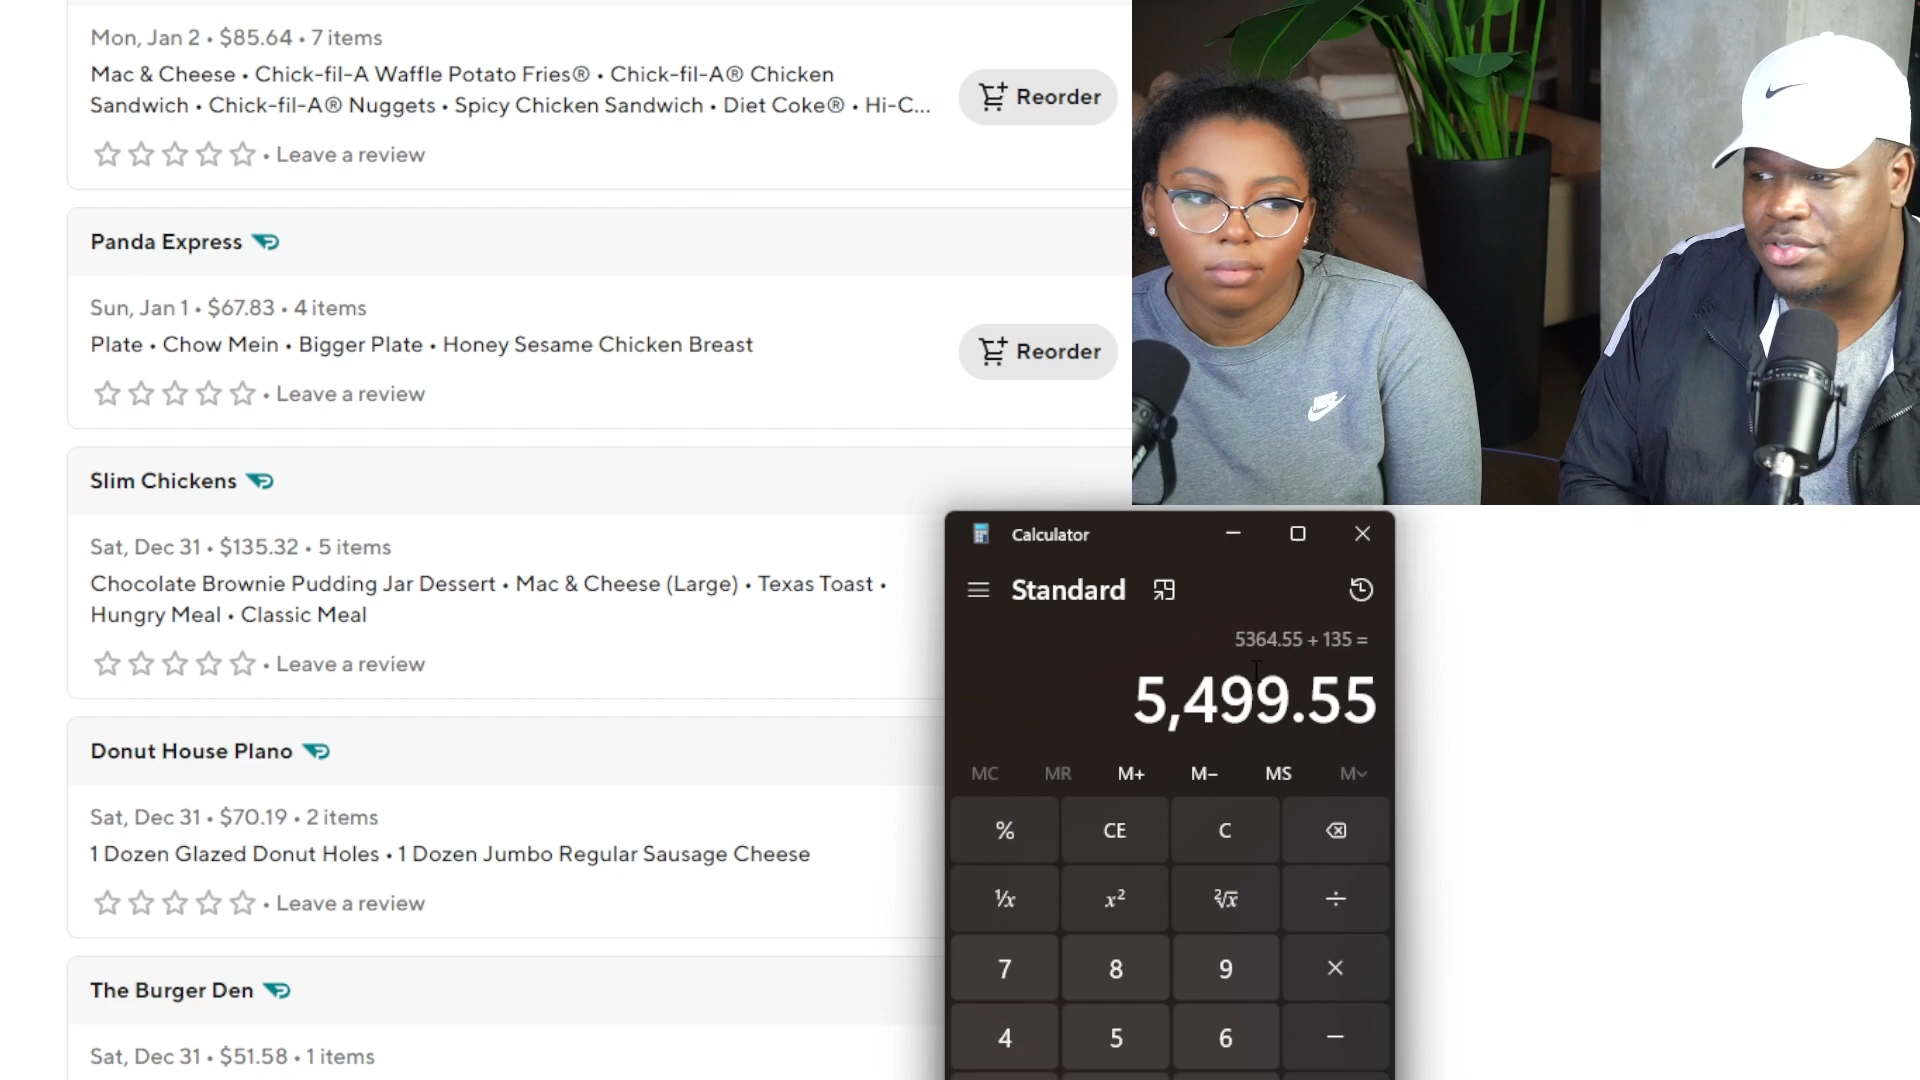 Mon, Jan 2 • $85.64 • 7 items
Mac & Cheese • Chick-fil-A Waffle Potato Fries® • Chick-fil-A® Chicken
Sandwich • Chick-fil-A® Nuggets • Spicy Chicken Sandwich • Diet Coke® • Hi-C...
Reorder
• Leave a review
Panda Express
Sun, Jan 1 • $67.83 • 4 items
Plate • Chow Mein • Bigger Plate • Honey Sesame Chicken Breast
Reorder
• Leave a review
Slim Chickens
Sat, Dec 31 • $135.32 • 5 items
Chocolate Brownie Pudding Jar Dessert • Mac & Cheese (Large) • Texas Toast •
Hungry Meal • Classic Meal
• Leave a review
Donut House Plano
Sat, Dec 31 • $70.19 • 2 items
1 Dozen Glazed Donut Holes • 1 Dozen Jumbo Regular Sausage Cheese
• Leave a review
The Burger Den
Sat, Dec 31 • $51.58 • 1 items
NIKE
Calculator
Standard
5364.55 + 135 =
5,499.55
MC MR M+ M− MS M˅
% CE C
¹/x x² ²√x ÷
7 8 9 ×
4 5 6 −